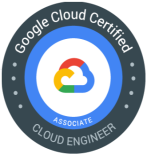 Google Cloud Certified
ASSOCIATE
CLOUD ENGINEER